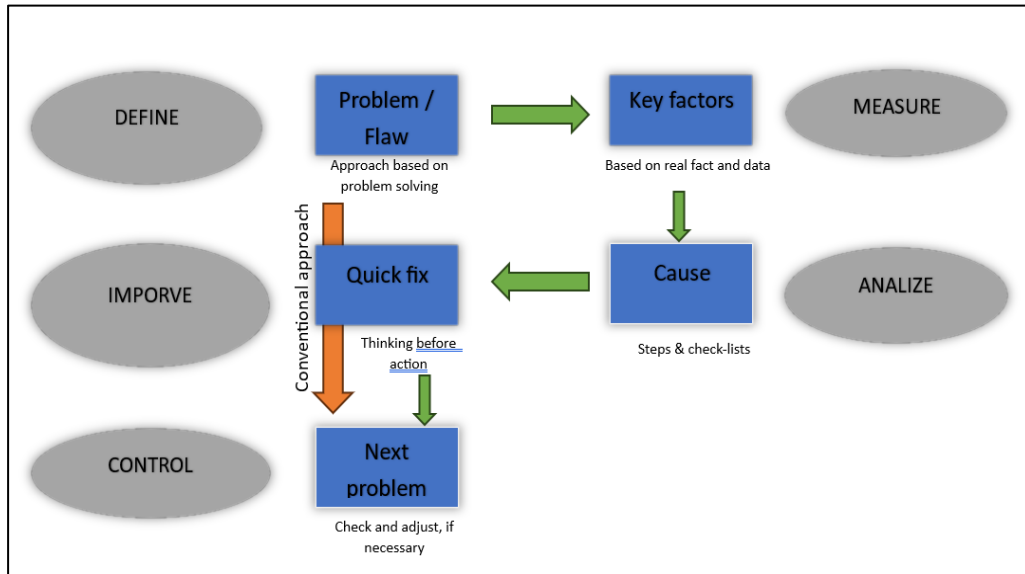 DEFINE
Problem /
Flaw
Key factors
MEASURE
Approach based on
problem solving
Based on real fact and data
Conventional approach
IMPORVE
Quick fix
Cause
ANALIZE
Thinking before
action
Steps & check-lists
CONTROL
Next
problem
Check and adjust, if
necessary